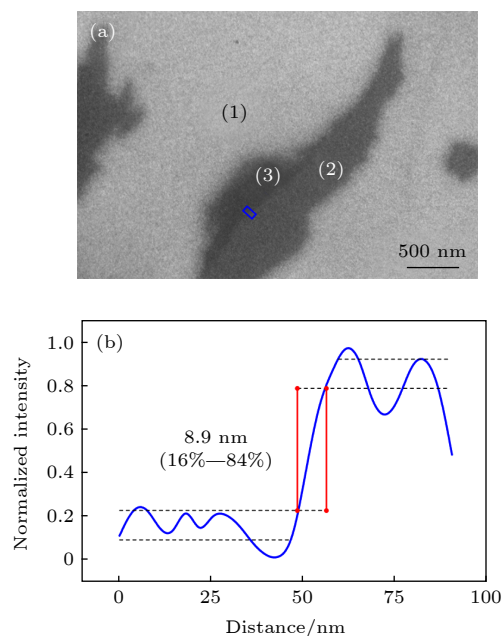 (a)
(1)
(3)
(2)
500 nm
(b)
1.0
0.8
0.6
0.4
0.2
0
Normalized intensity
8.9 nm
(16%—84%)
0
25
50
75
100
Distance/nm